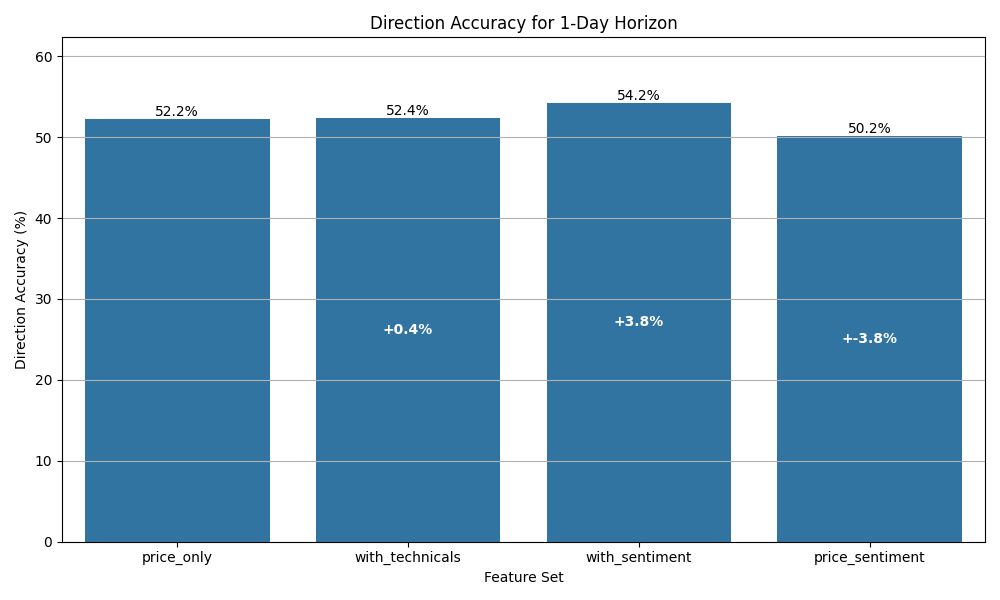 Direction Accuracy for 1-Day Horizon
Direction Accuracy (%)
60
50
40
30
20
10
0
52.2%
52.4%
54.2%
50.2%
+0.4%
+3.8%
+-3.8%
price_only
with_technicals
with_sentiment
price_sentiment
Feature Set